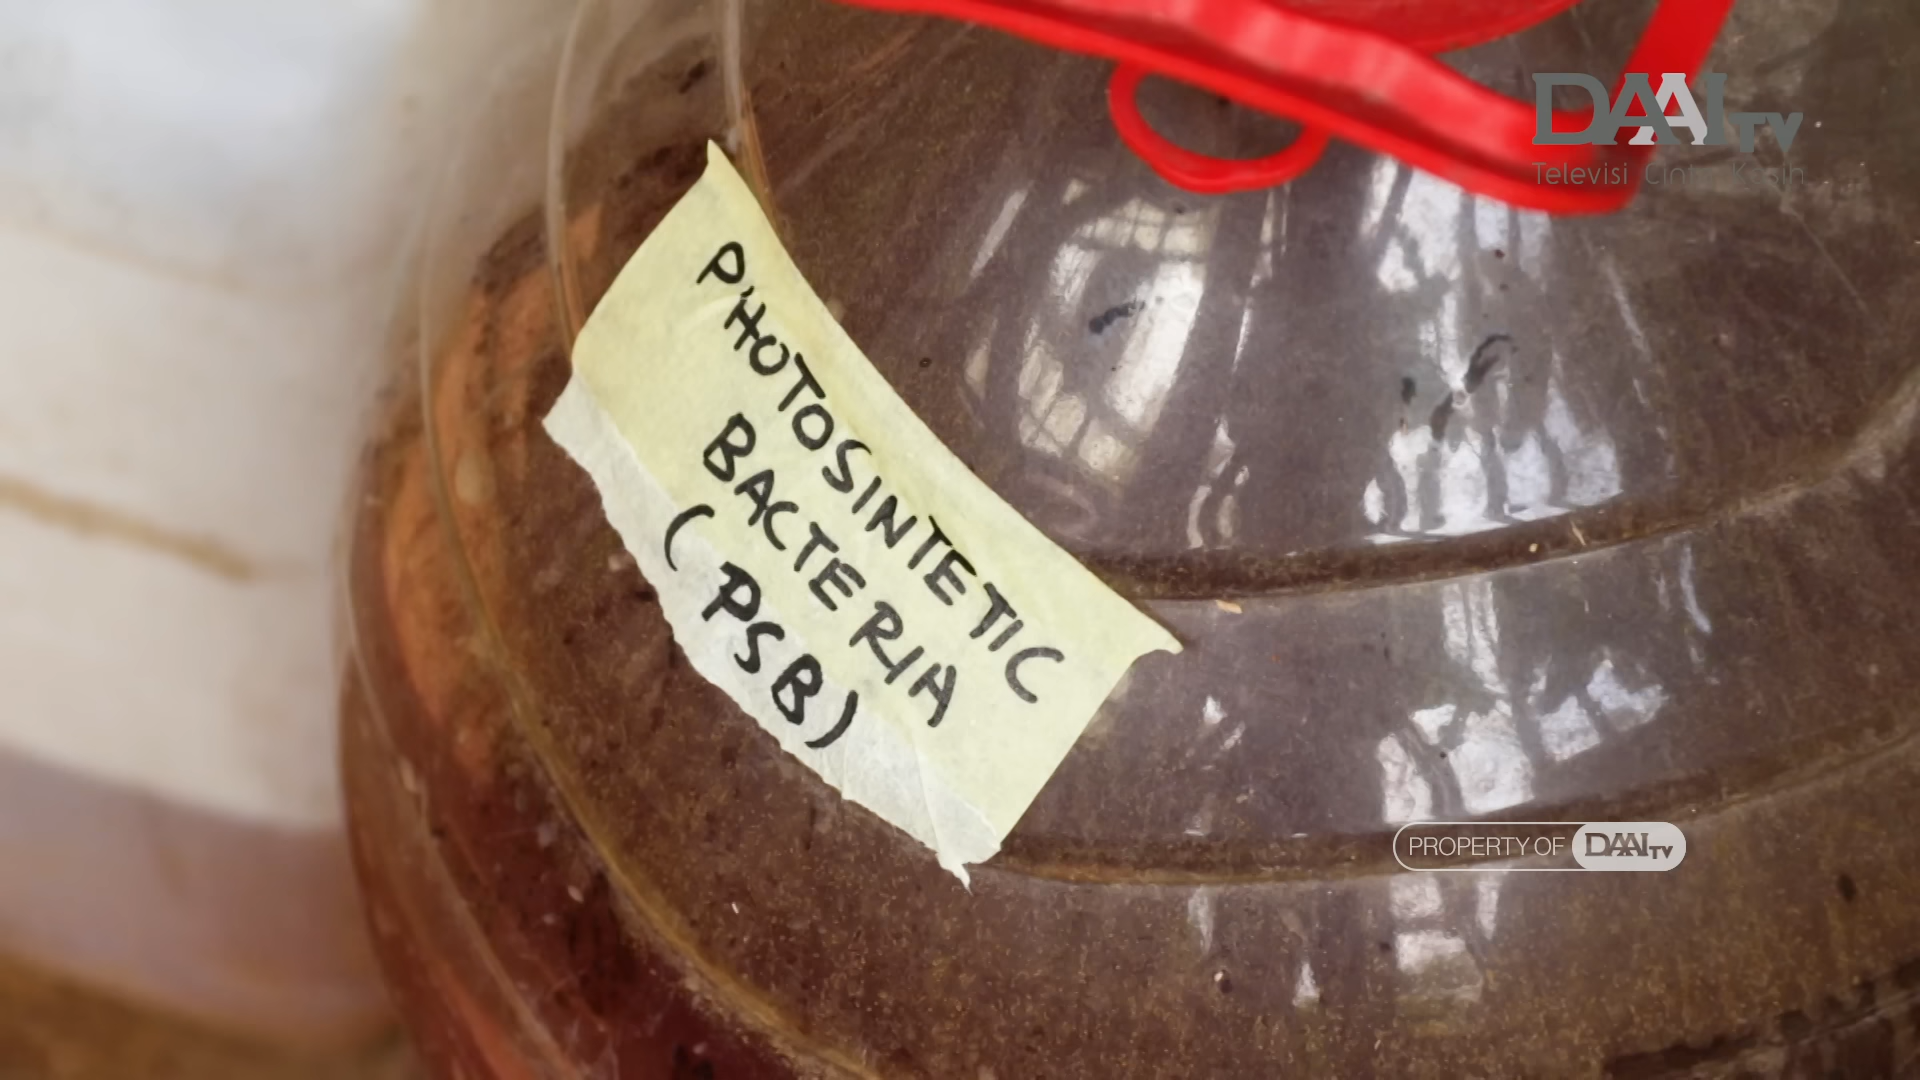 DAAI TV
Televisi Cinta Kasih
PHOTOSINTETIC
BACTERIA
(PSB)
PROPERTY OF DAAI TV